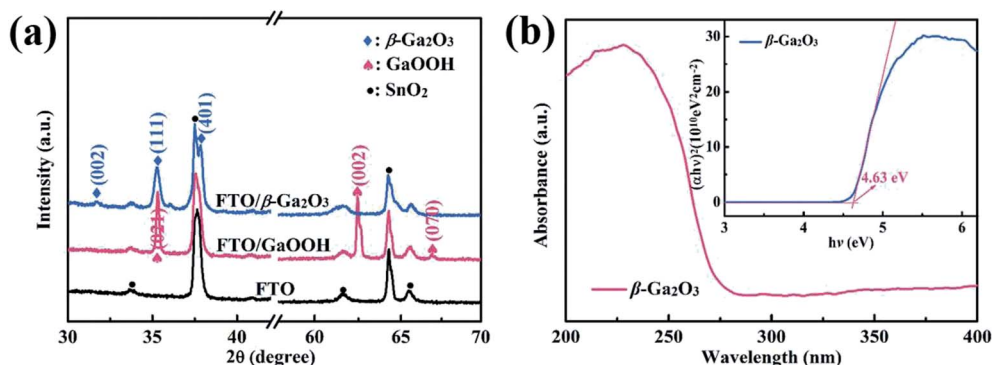 (a)
♦: β-Ga2O3
♠: GaOOH
●: SnO2
(002)
(111)
(401)
FTO/β-Ga2O3
(021)
(002)
(070)
FTO/GaOOH
FTO
Intensity (a.u.)
30 35 40 60 65 70
2θ (degree)
(b)
β-Ga2O3
Absorbance (a.u.)
200 250 300 350 400
Wavelength (nm)
β-Ga2O3
(αhν)2(1010eV2cm-2)
30
20
10
0
4.63 eV
3 4 5 6
hν (eV)